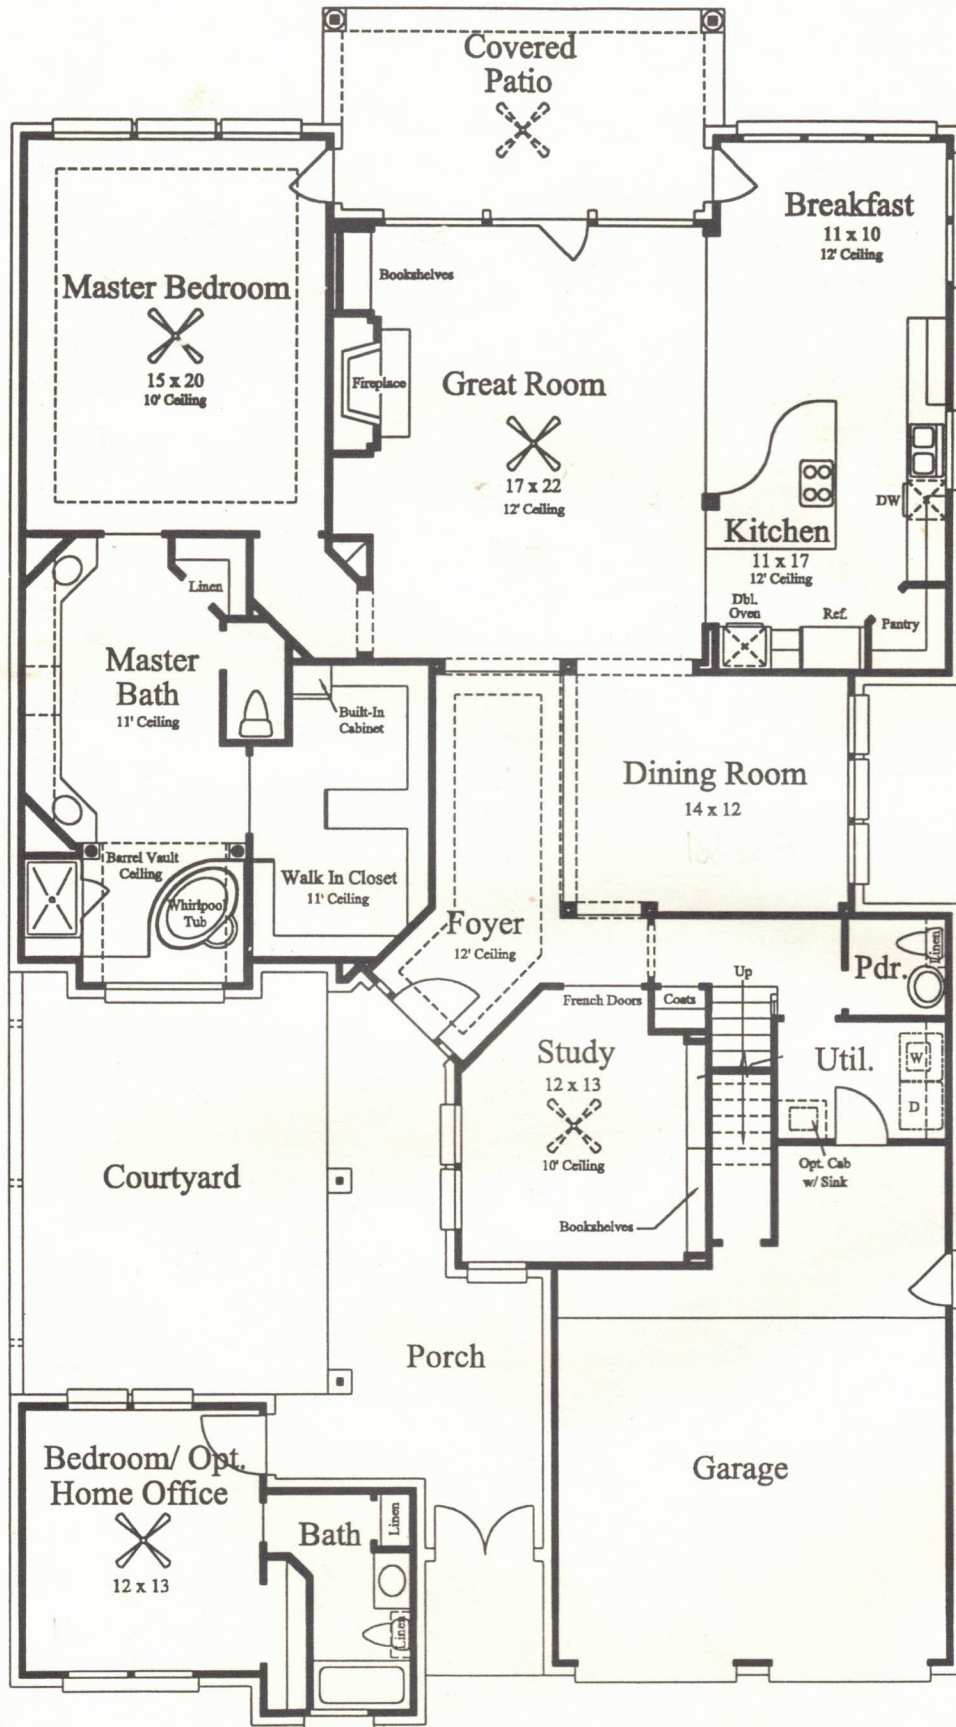 Covered
Patio
Breakfast
11 x 10
12' Ceiling
Bookshelves
Master Bedroom
15 x 20
10' Ceiling
Fireplace
Great Room
17 x 22
12' Ceiling
DW
Kitchen
11 x 17
12' Ceiling
Linen
Dbl.
Oven
Ref.
Pantry
Master
Bath
11' Ceiling
Built-In
Cabinet
Dining Room
14 x 12
Barrel Vault
Ceiling
Whirlpool
Tub
Walk In Closet
11' Ceiling
Foyer
12' Ceiling
Linen
Pdr.
Up
French Doors
Coats
Study
12 x 13
10' Ceiling
Util.
W
D
Opt. Cab
w/ Sink
Courtyard
Bookshelves
Porch
Bedroom/ Opt.
Home Office
12 x 13
Garage
Bath
Linen
Linen